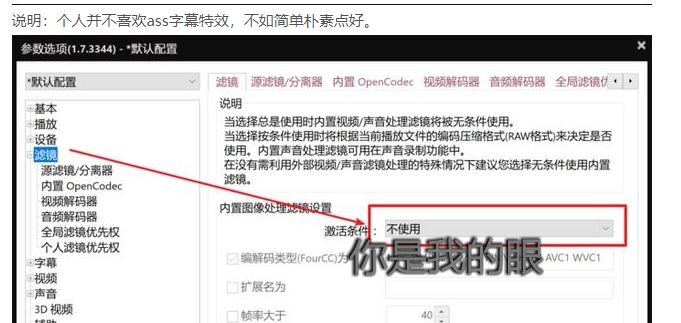 说明：个人并不喜欢ass字幕特效，不如简单朴素点好。
参数选项(1.7.3344) - *默认配置
*默认配置
滤镜 源滤镜/分离器 内置 OpenCodec 视频解码器 音频解码器 全局滤镜优
基本
播放
设备
滤镜
源滤镜/分离器
内置 OpenCodec
视频解码器
音频解码器
全局滤镜优先权
个人滤镜优先权
字幕
视频
声音
3D 视频
说明
当选择总是使用时内置视频/声音处理滤镜将被无条件使用。
当选择按条件使用时将根据当前播放文件的编码压缩格式(RAW格式)来决定是否
使用。内置声音处理滤镜可用在声音录制功能中。
在没有需利用外部视频/声音滤镜处理的特殊情况下建议您选择无条件使用内置
滤镜。
内置图像处理滤镜设置
激活条件： 不使用
你是我的眼
编解码类型(FourCC)为 AVC1 WVC1
扩展名为
帧率大于 40